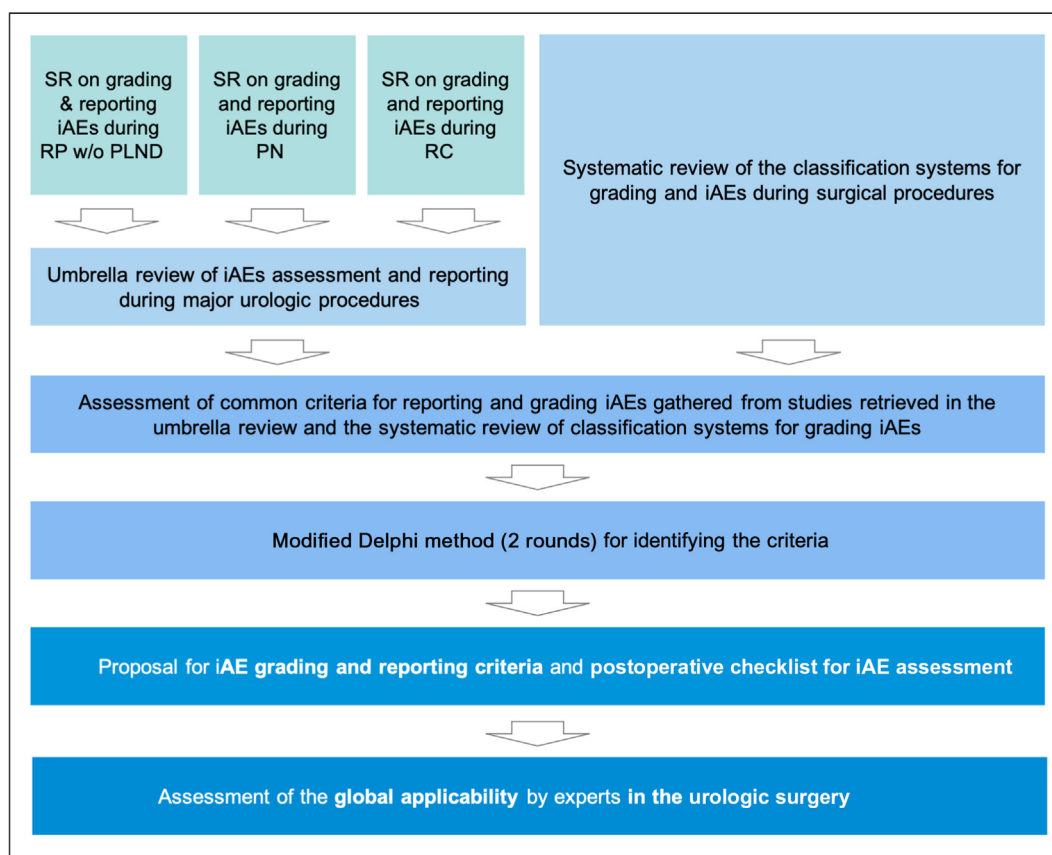 SR on grading
& reporting
iAEs during
RP w/o PLND
SR on grading
and reporting
iAEs during
PN
SR on grading
and reporting
iAEs during
RC
Systematic review of the classification systems for
grading and iAEs during surgical procedures
Umbrella review of iAEs assessment and reporting
during major urologic procedures
Assessment of common criteria for reporting and grading iAEs gathered from studies retrieved in the
umbrella review and the systematic review of classification systems for grading iAEs
Modified Delphi method (2 rounds) for identifying the criteria
Proposal for iAE grading and reporting criteria and postoperative checklist for iAE assessment
Assessment of the global applicability by experts in the urologic surgery